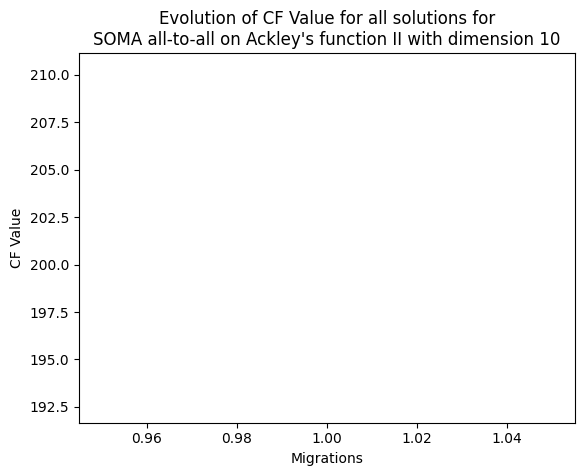 Evolution of CF Value for all solutions for
SOMA all-to-all on Ackley's function II with dimension 10
210.0
207.5
205.0
202.5
200.0
197.5
195.0
192.5
CF Value
0.96 0.98 1.00 1.02 1.04
Migrations